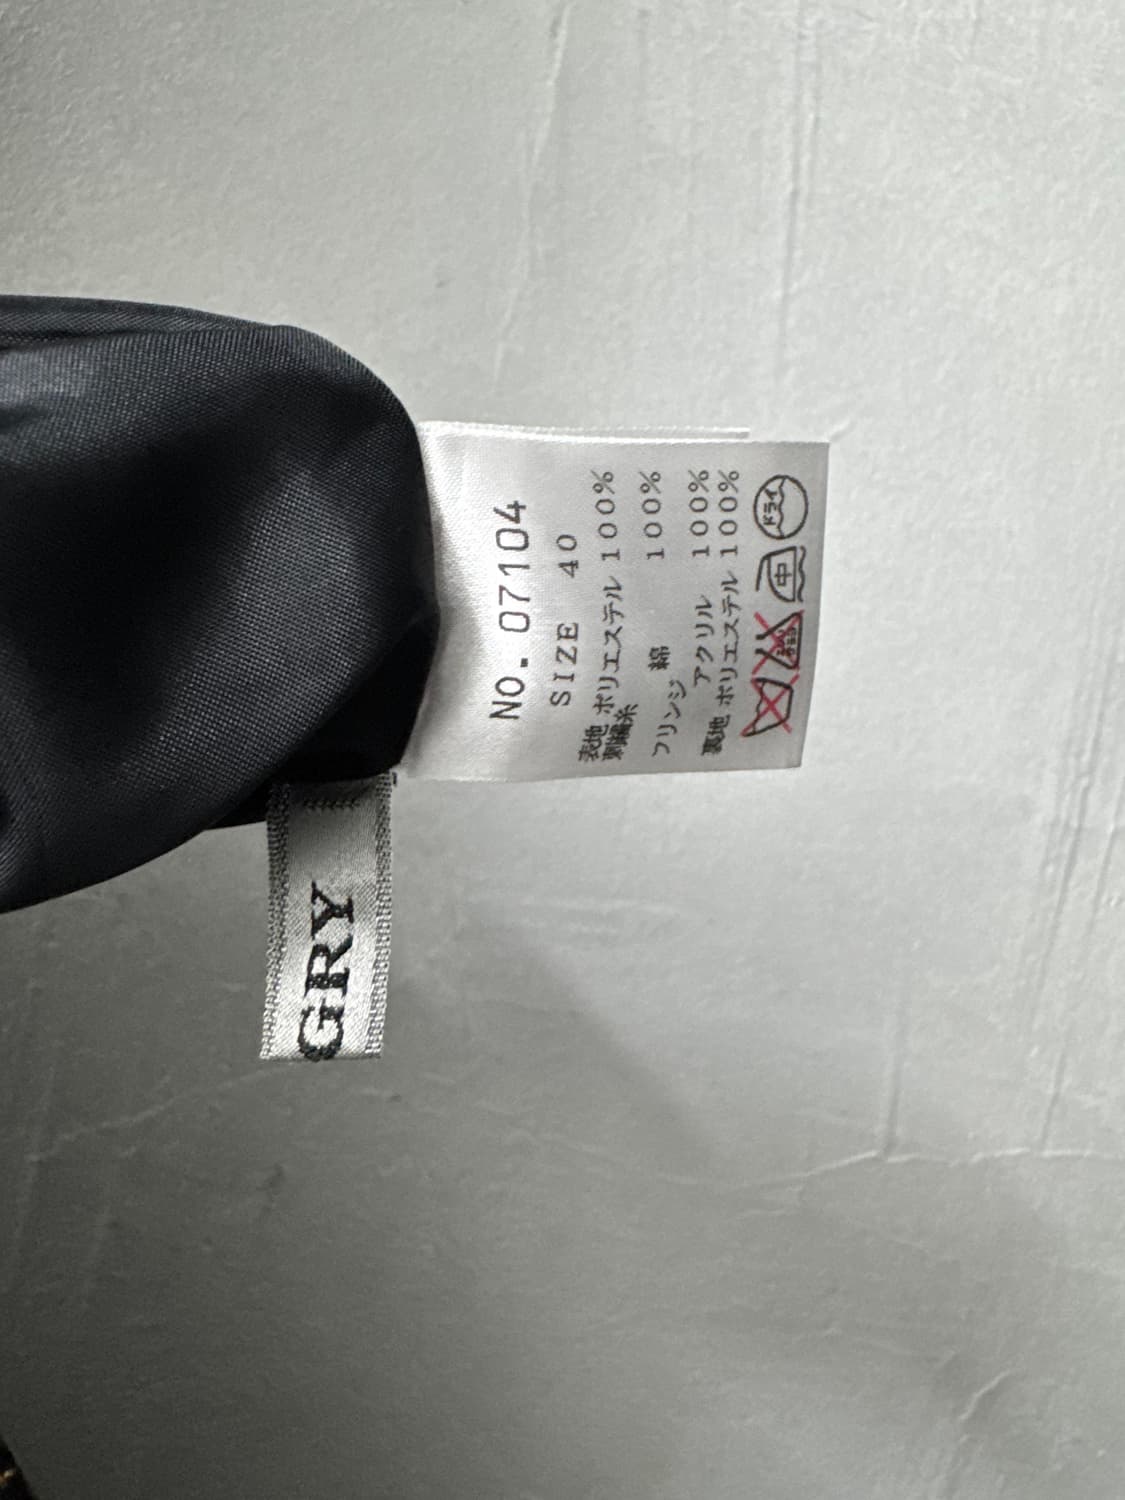 NO. 07104
SIZE 40
表地 ポリエステル 100%
刺繍糸
フリンジ 綿 100%
アクリル 100%
裏地 ポリエステル 100%
中 ドライ
GRY